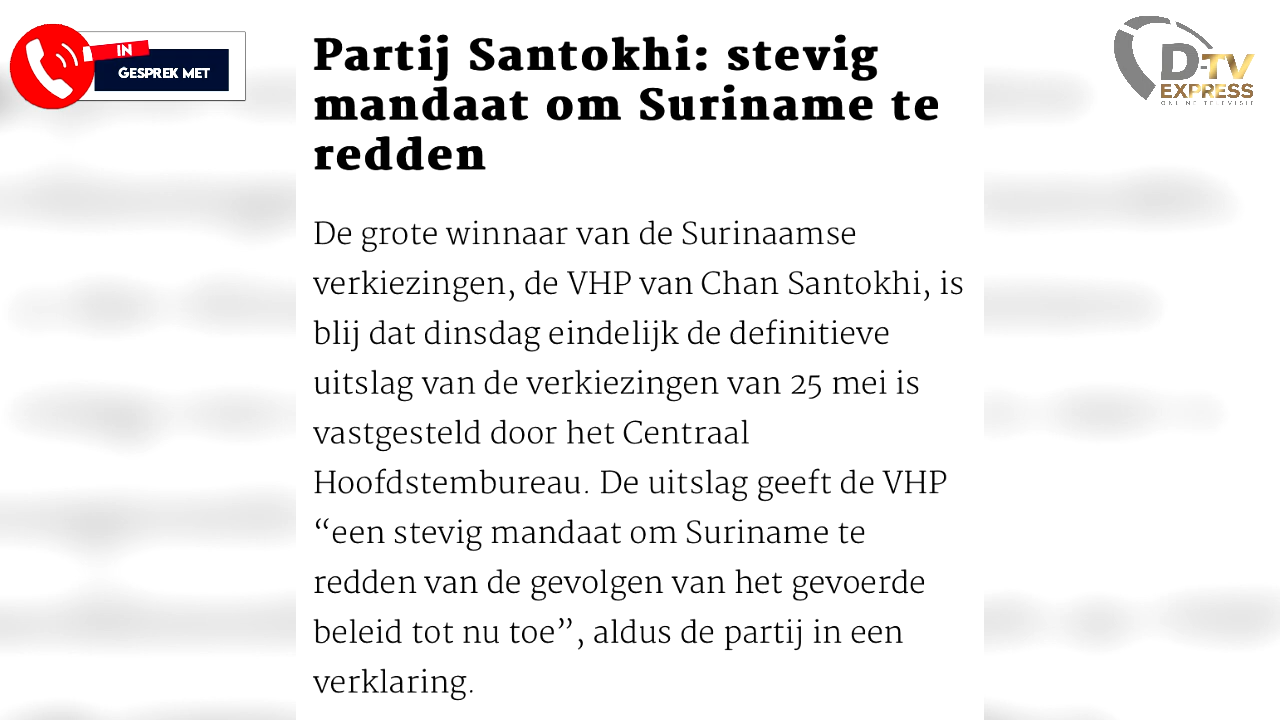 IN
GESPREK MET
D-TV
EXPRESS
ONLINE TELEVISIE
Partij Santokhi: stevig
mandaat om Suriname te
redden
De grote winnaar van de Surinaamse
verkiezingen, de VHP van Chan Santokhi, is
blij dat dinsdag eindelijk de definitieve
uitslag van de verkiezingen van 25 mei is
vastgesteld door het Centraal
Hoofdstembureau. De uitslag geeft de VHP
“een stevig mandaat om Suriname te
redden van de gevolgen van het gevoerde
beleid tot nu toe”, aldus de partij in een
verklaring.